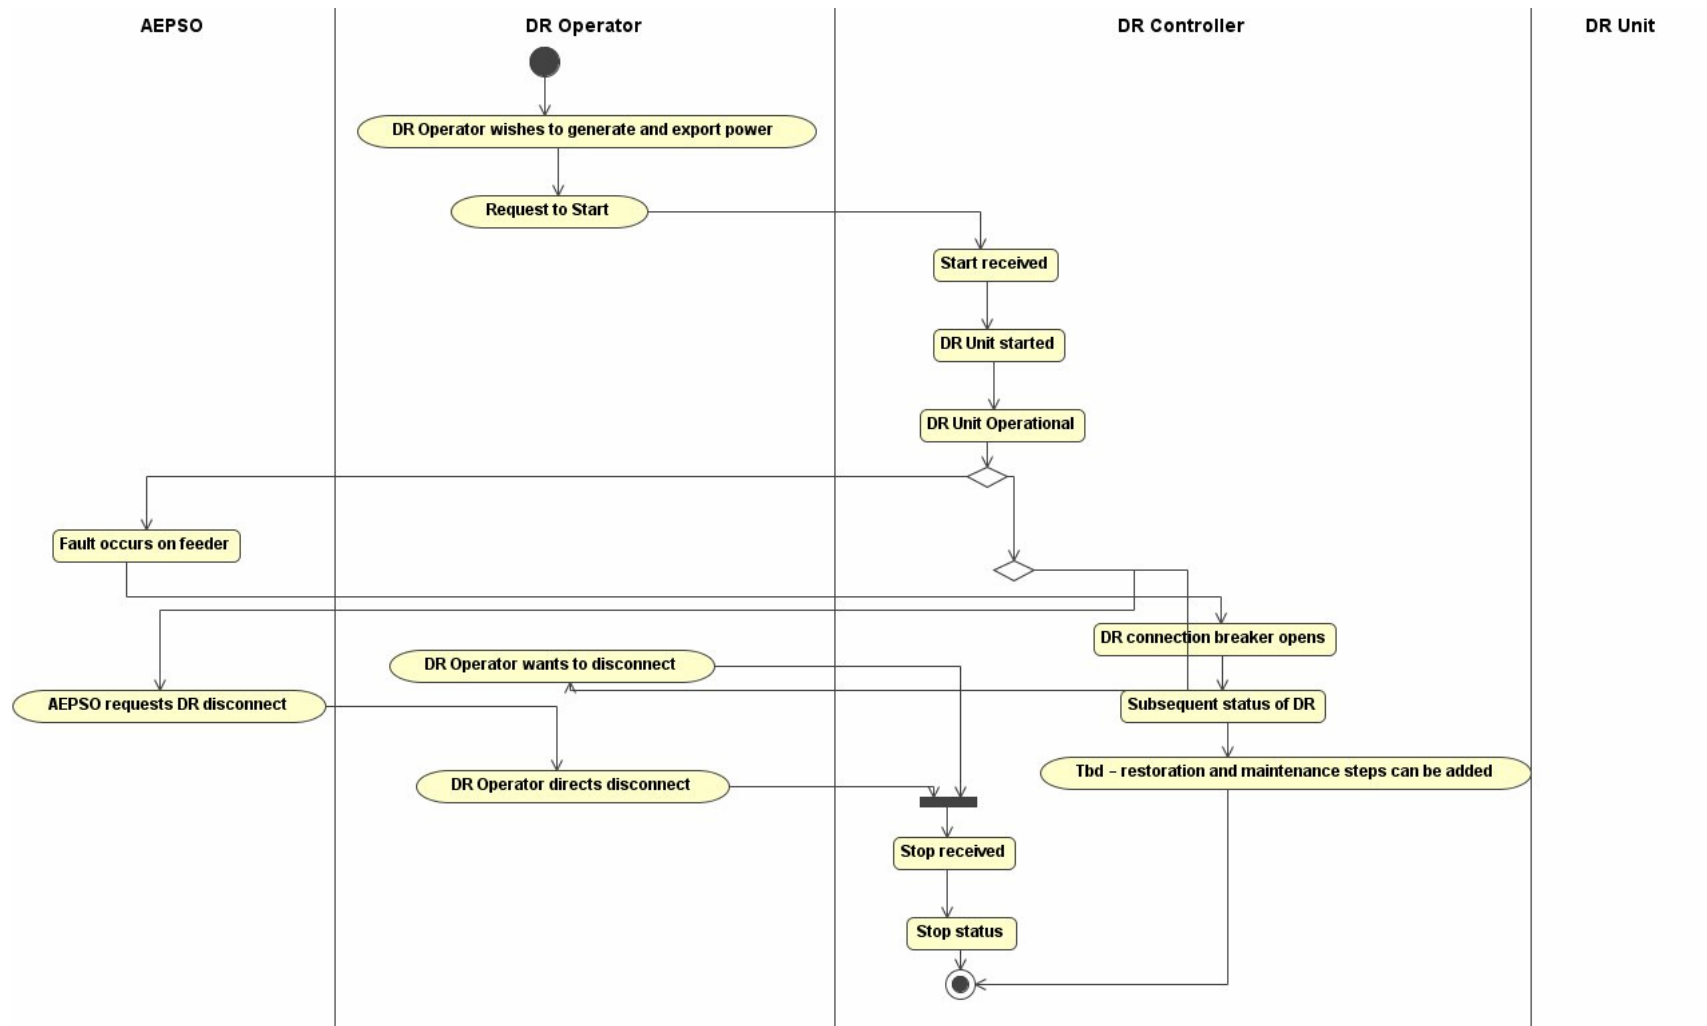 AEPSO
DR Operator
DR Controller
DR Unit
DR Operator wishes to generate and export power
Request to Start
Start received
DR Unit started
DR Unit Operational
Fault occurs on feeder
DR connection breaker opens
DR Operator wants to disconnect
AEPSO requests DR disconnect
Subsequent status of DR
Tbd – restoration and maintenance steps can be added
DR Operator directs disconnect
Stop received
Stop status